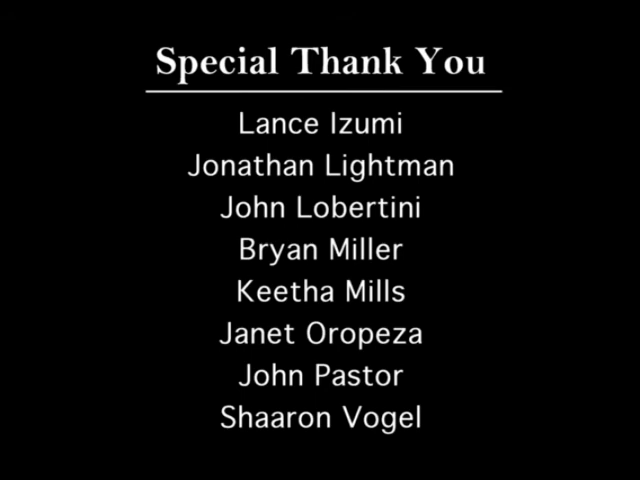 Special Thank You
Lance Izumi
Jonathan Lightman
John Lobertini
Bryan Miller
Keetha Mills
Janet Oropeza
John Pastor
Shaaron Vogel